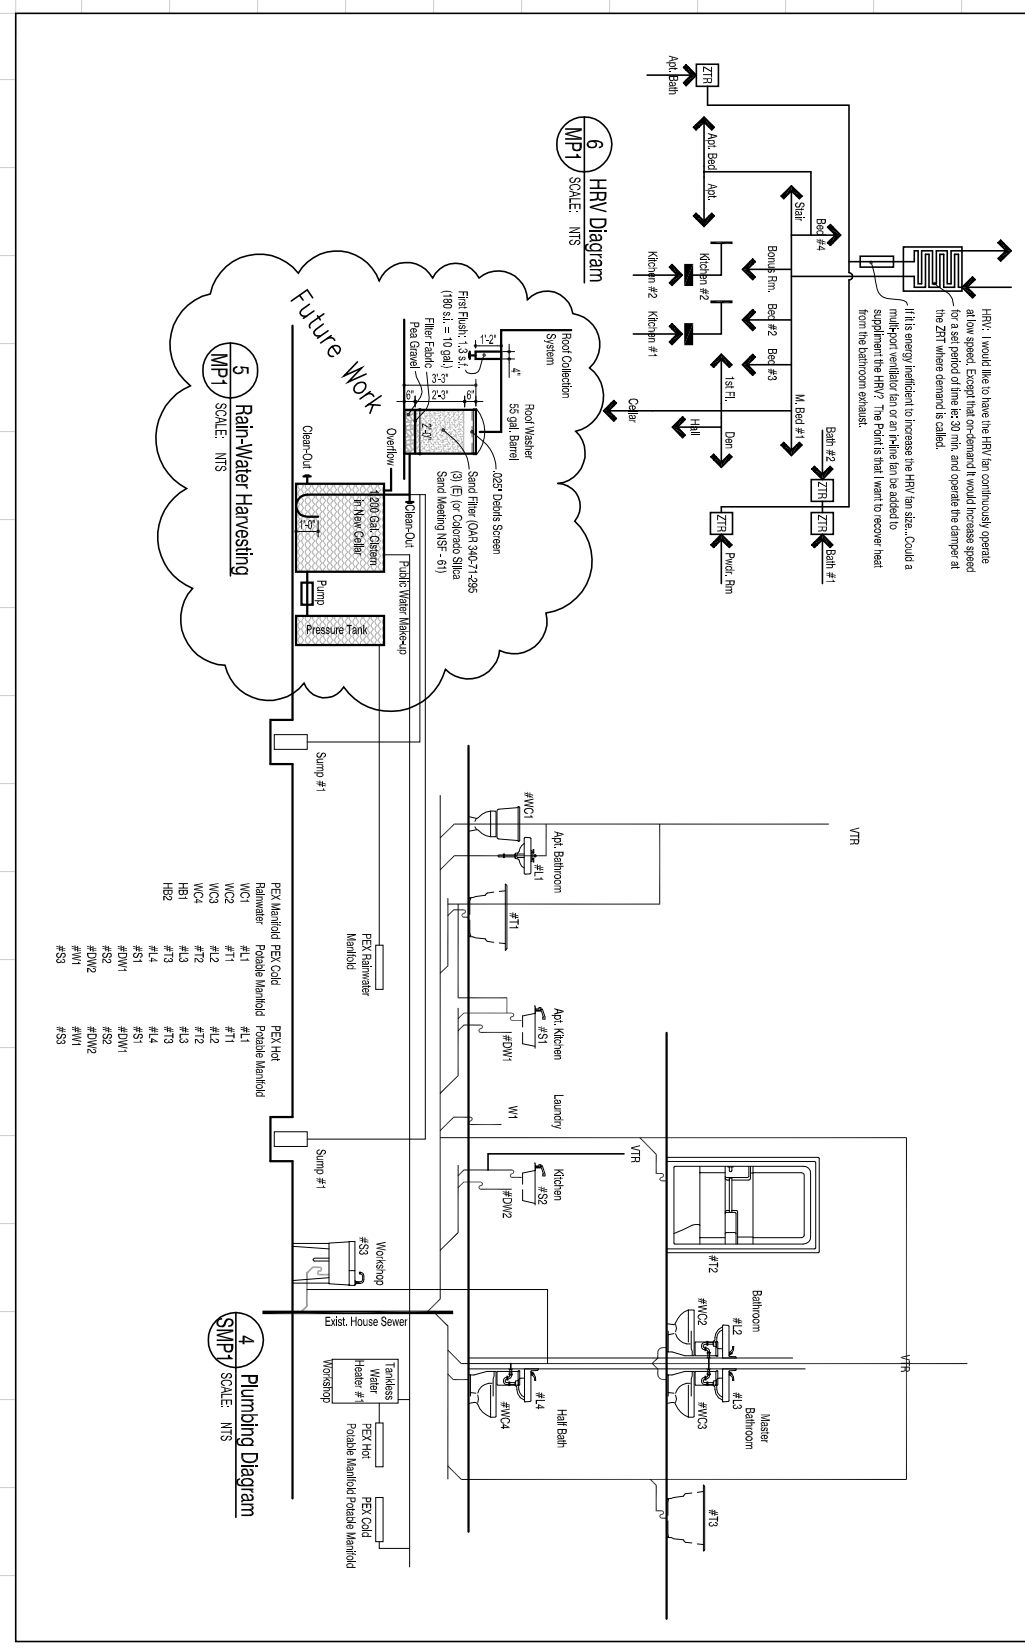 HRV: I would like to have the HRV fan continuously operate
at low speed. Except that on-demand it would increase speed
for a set period of time ie: 30 min. and operate the damper at
the ZRT where demand is called.
If it is energy inefficient to increase the HRV fan size...Could a
multi-port ventilator fan or an in-line fan be added to
suppliment the HRV? The Point is that I want to recover heat
from the bathroom exhaust.
Apt. Bath
ZTR
Apt. Bed
Apt.
Stair
Bed #4
Bonus Rm.
Bed #2
Bed #3
M. Bed #1
Kitchen #2
Kitchen #2
Kitchen #1
1st Fl.
Den
Hall
Cellar
Bath #2
ZTR
ZTR
Bath #1
ZTR
Pwdr. Rm
6
MP1
HRV Diagram
SCALE: NTS
Future Work
Roof Collection
System
First Flush: 1.3 s.f.
(180 s.i. = 10 gal.)
Filter Fabric
Pea Gravel
1'-2"
4"
3'-3"
6"
2'-3"
6"
2'-0"
Roof Washer
55 gal. Barrel
.025" Debris Screen
Sand Filter (OAR 340-71-295
(3) (E) (or Colorado Silica
Sand Meeting NSF - 61)
Overflow
Clean-Out
Clean-Out
1,200 Gal. Cistern
in New Cellar
1'-0"
Public Water Make-up
Pump
Pressure Tank
5
MP1
Rain-Water Harvesting
SCALE: NTS
Sump #1
VTR
#WC1
#L1
Apt. Bathroom
#T1
PEX Rainwater
Manifold
Apt. Kitchen
#S1
#DW1
Laundry
W1
VTR
Kitchen
#S2
#DW2
Sump #1
#T2
Workshop
#S3
Bathroom
#WC2
#L2
VTR
#L3
#WC3
Master
Bathroom
#L4
#WC4
Half Bath
#T3
Exist. House Sewer
Tankless
Water
Heater #1
Workshop
PEX Hot
Potable Manifold
PEX Cold
Potable Manifold
PEX Manifold
Rainwater
WC1
WC2
WC3
WC4
HB1
HB2
PEX Cold
Potable Manifold
#L1
#T1
#L2
#T2
#L3
#T3
#L4
#S1
#DW1
#S2
#DW2
#W1
#S3
PEX Hot
Potable Manifold
#L1
#T1
#L2
#T2
#L3
#T3
#L4
#S1
#DW1
#S2
#DW2
#W1
#S3
4
SMP1
Plumbing Diagram
SCALE: NTS